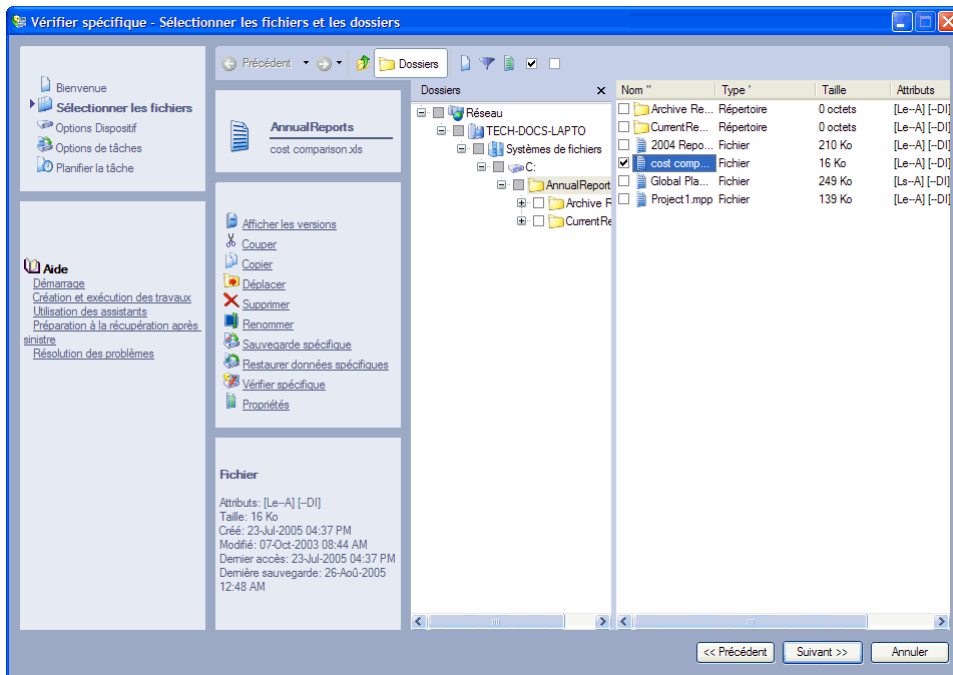 Vérifier spécifique - Sélectionner les fichiers et les dossiers
Bienvenue
Sélectionner les fichiers
Options Dispositif
Options de tâches
Planifier la tâche
Aide
Démarrage
Création et exécution des travaux
Utilisation des assistants
Préparation à la récupération après
sinistre
Résolution des problèmes
Précédent
Dossiers
AnnualReports
cost comparison.xls
Afficher les versions
Couper
Copier
Déplacer
Supprimer
Renommer
Sauvegarde spécifique
Restaurer données spécifiques
Vérifier spécifique
Propriétés
Fichier
Attributs: [Le--A] [--DI]
Taille: 16 Ko
Créé: 23-Jul-2005 04:37 PM
Modifié: 07-Oct-2003 08:44 AM
Dernier accès: 23-Jul-2005 04:37 PM
Dernière sauvegarde: 26-Aoû-2005
12:48 AM
Dossiers
Réseau
TECH-DOCS-LAPTO
Systèmes de fichiers
C:
AnnualReport
Archive R
CurrentRe
Nom " Type ' Taille Attributs
Archive Re... Répertoire 0 octets [Le--A] [--DI]
CurrentRe... Répertoire 0 octets [Le--A] [--DI]
2004 Repo... Fichier 210 Ko [Le--A] [--DI]
cost comp... Fichier 16 Ko [Le--A] [--DI]
Global Pla... Fichier 249 Ko [Ls--A] [--DI]
Project1.mpp Fichier 139 Ko [Le--A] [--DI]
<< Précédent Suivant >> Annuler